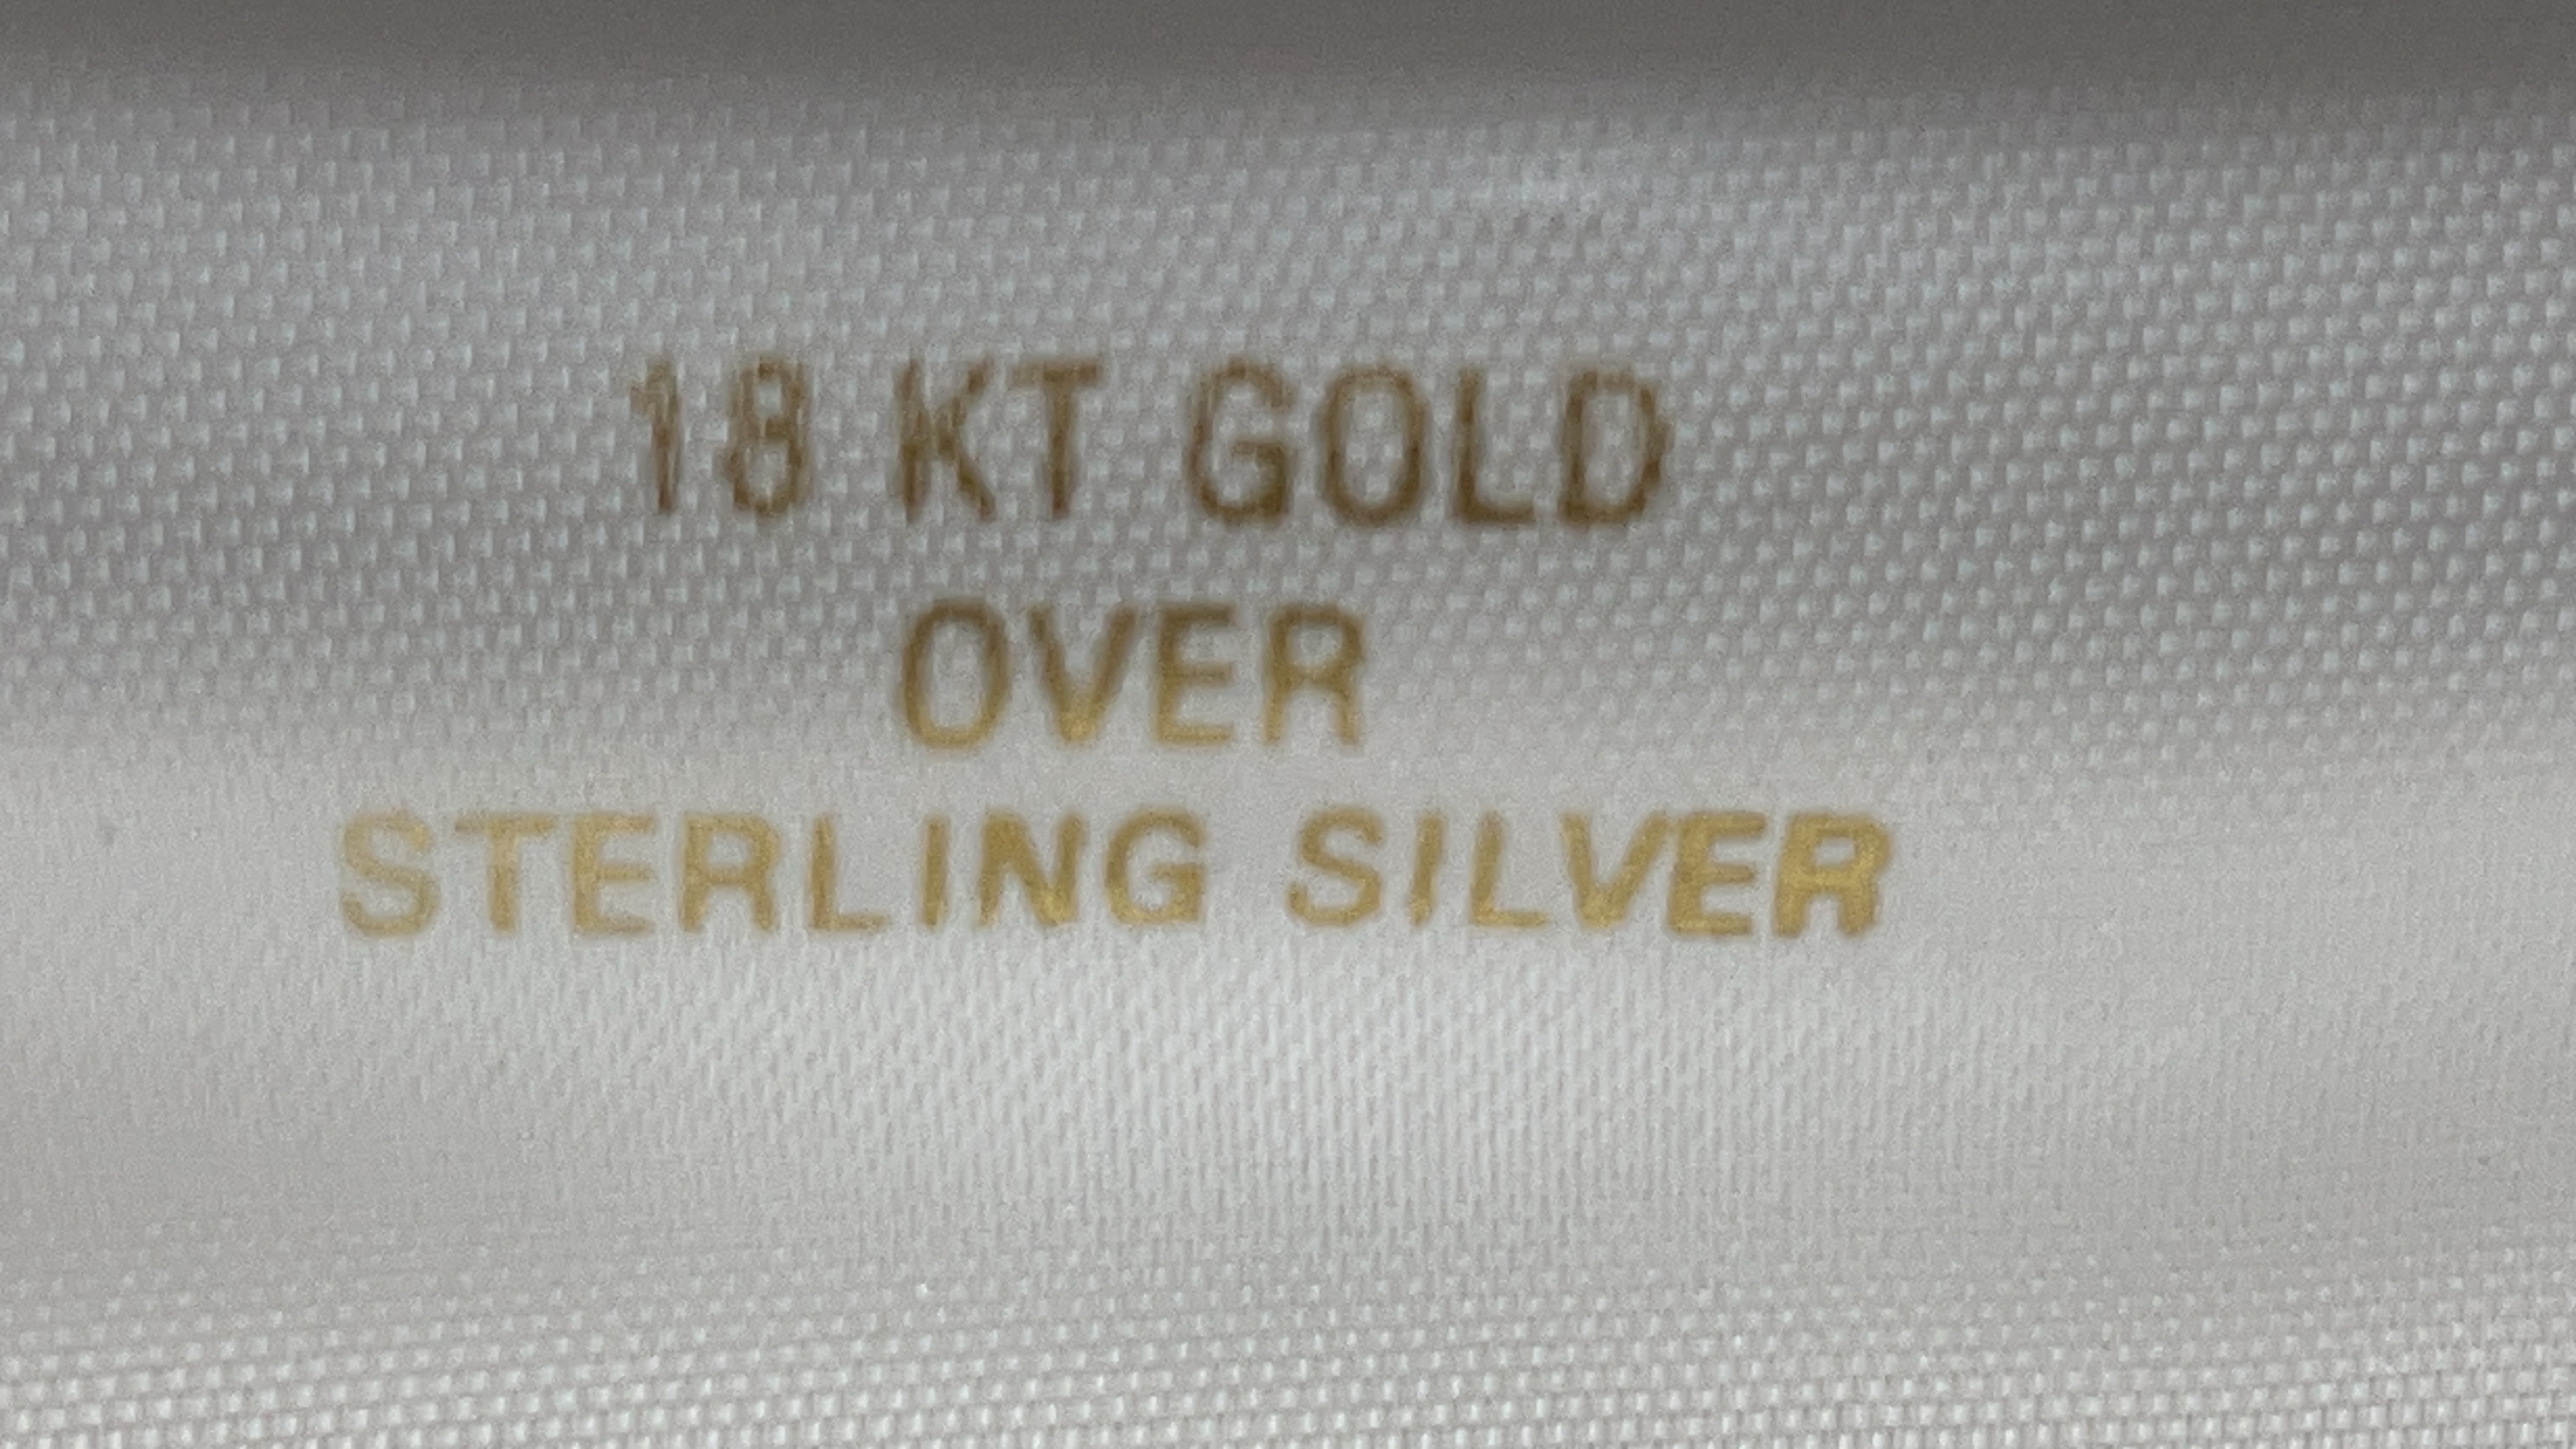 18 KT GOLD
OVER
STERLING SILVER